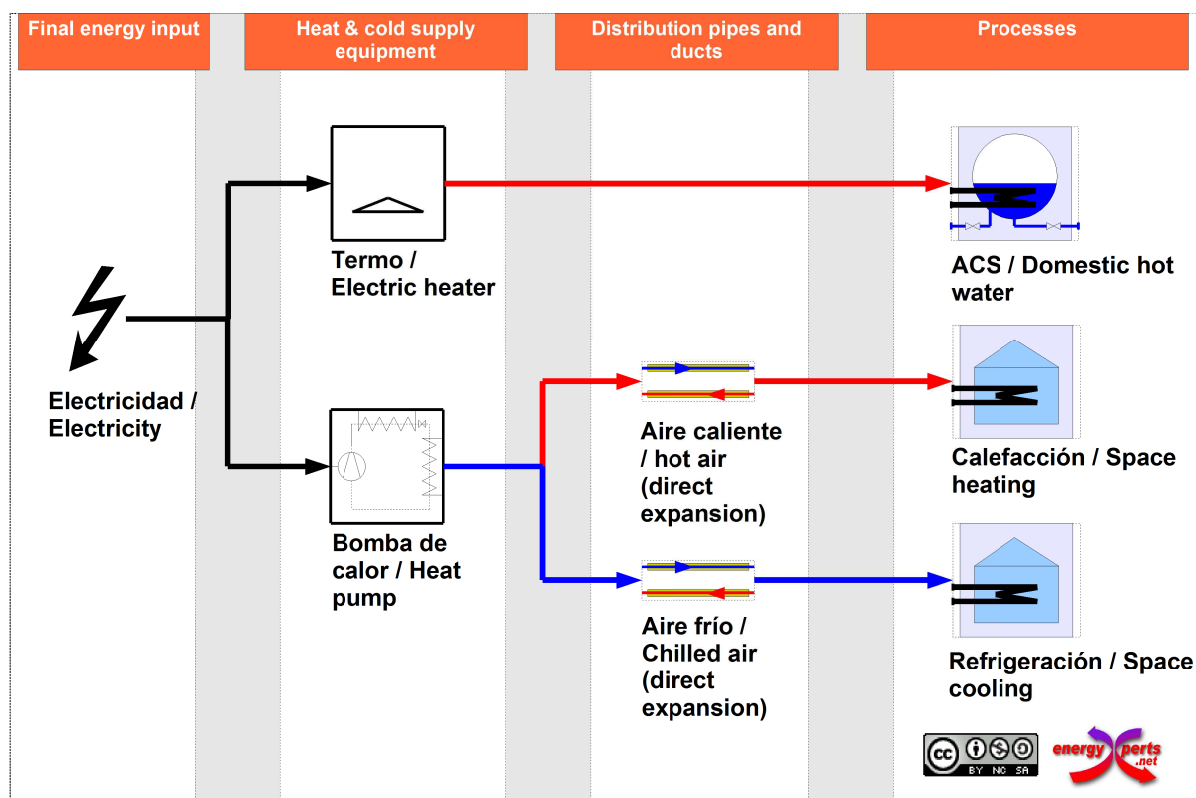 Final energy input
Heat & cold supply
equipment
Distribution pipes and
ducts
Processes
Termo /
Electric heater
ACS / Domestic hot
water
Electricidad /
Electricity
Aire caliente
/ hot air
(direct
expansion)
Calefacción / Space
heating
Bomba de
calor / Heat
pump
Aire frío /
Chilled air
(direct
expansion)
Refrigeración / Space
cooling
cc
BY NC SA
energyXperts
.net